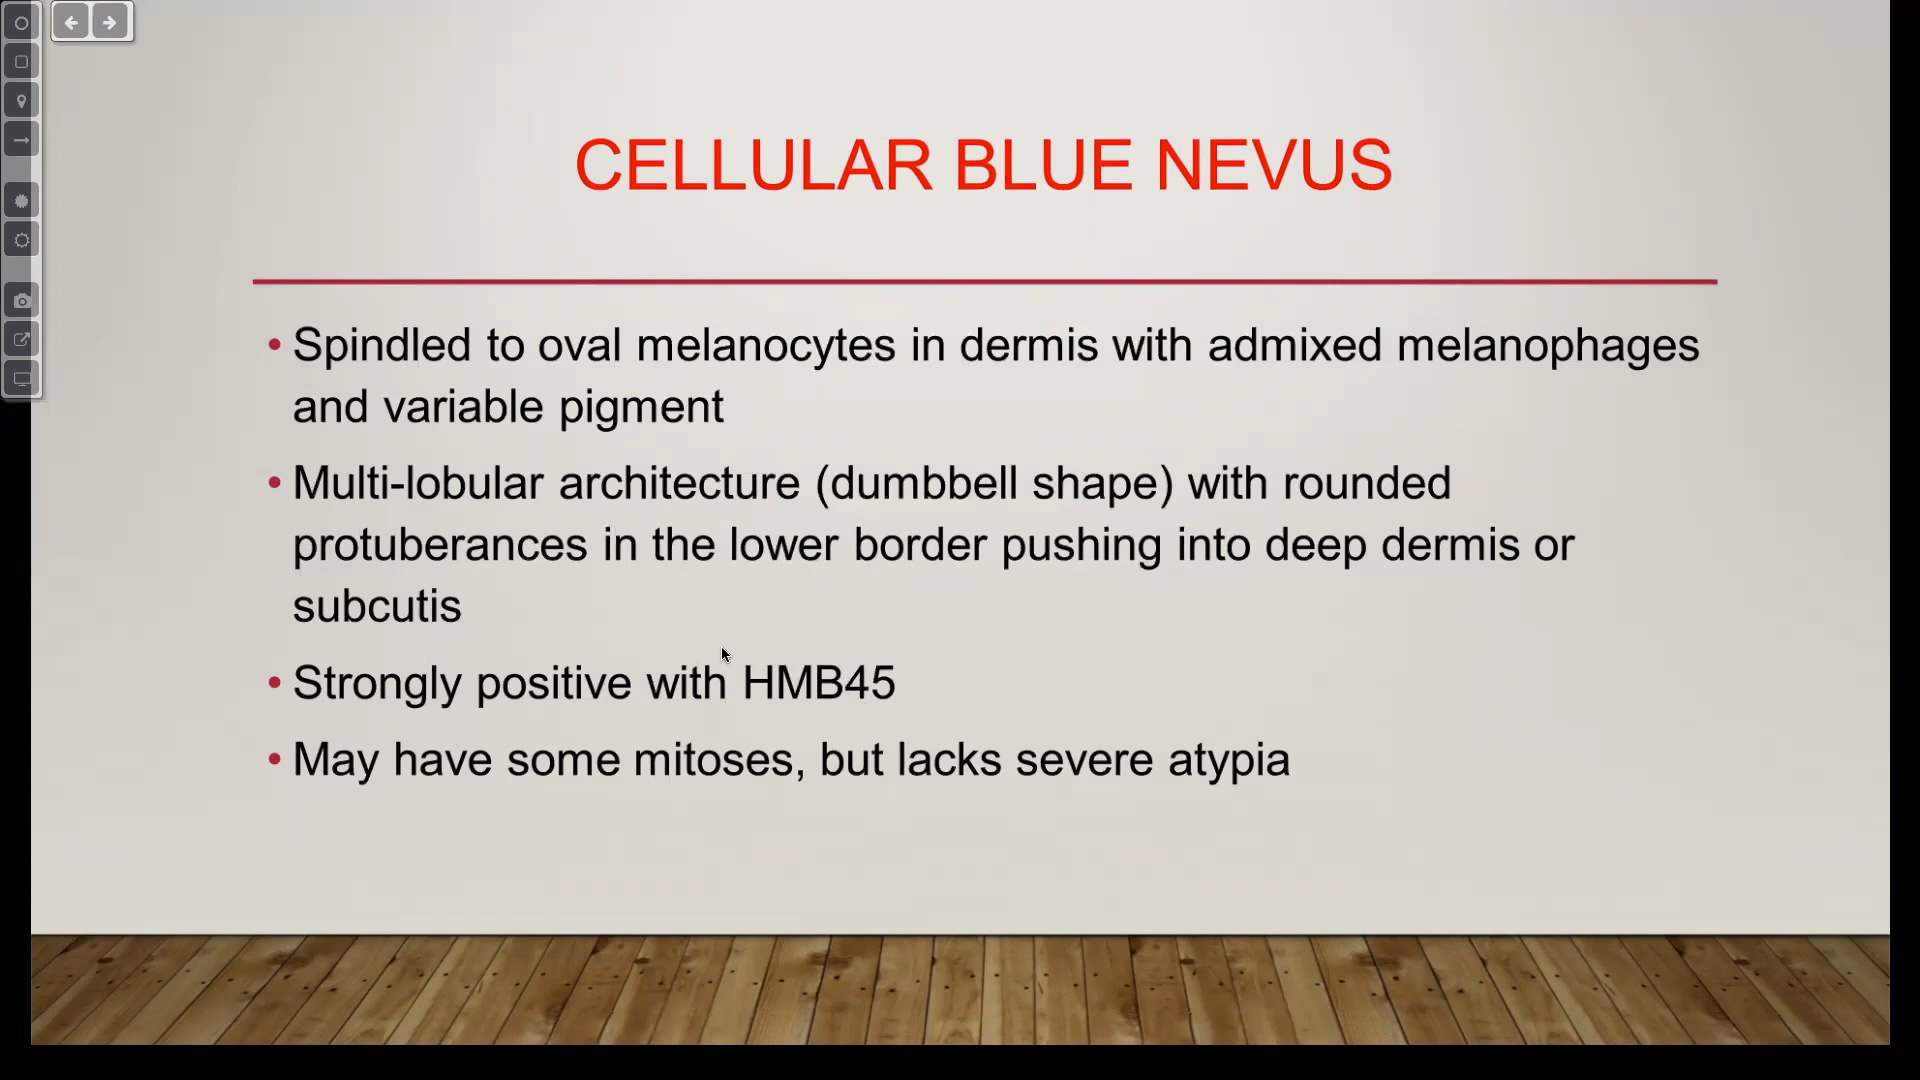 CELLULAR BLUE NEVUS
• Spindled to oval melanocytes in dermis with admixed melanophages
and variable pigment
• Multi-lobular architecture (dumbbell shape) with rounded
protuberances in the lower border pushing into deep dermis or
subcutis
• Strongly positive with HMB45
• May have some mitoses, but lacks severe atypia